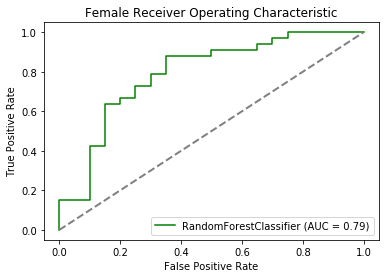 Female Receiver Operating Characteristic
True Positive Rate
1.0
0.8
0.6
0.4
0.2
0.0
RandomForestClassifier (AUC = 0.79)
0.0 0.2 0.4 0.6 0.8 1.0
False Positive Rate